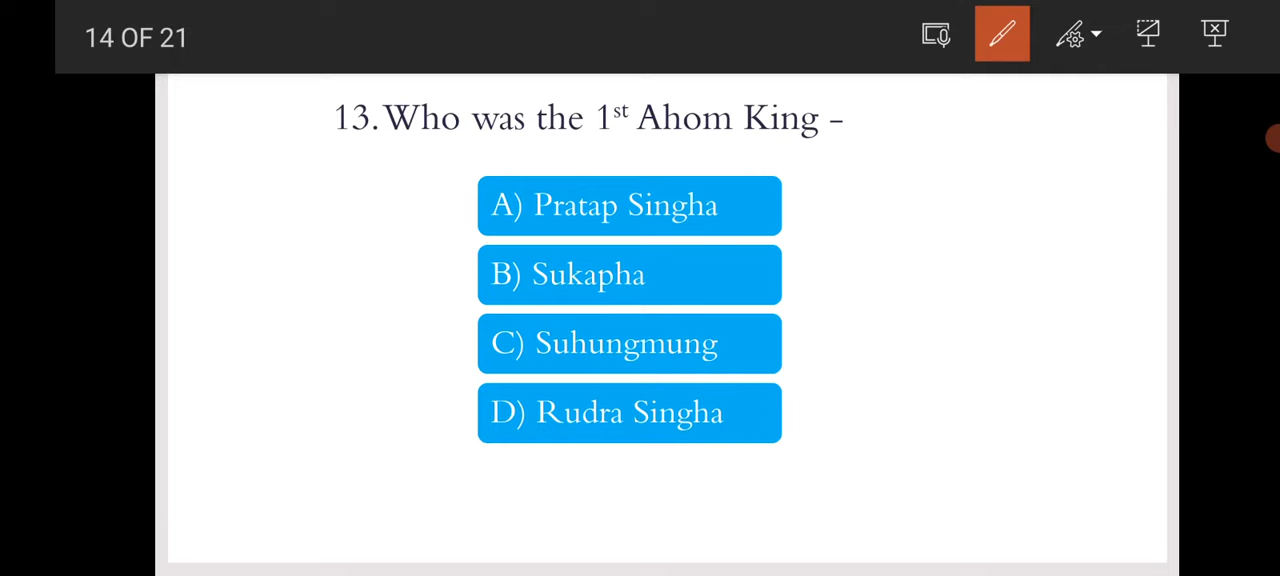 14 OF 21
13.Who was the 1st Ahom King -
A) Pratap Singha
B) Sukapha
C) Suhungmung
D) Rudra Singha